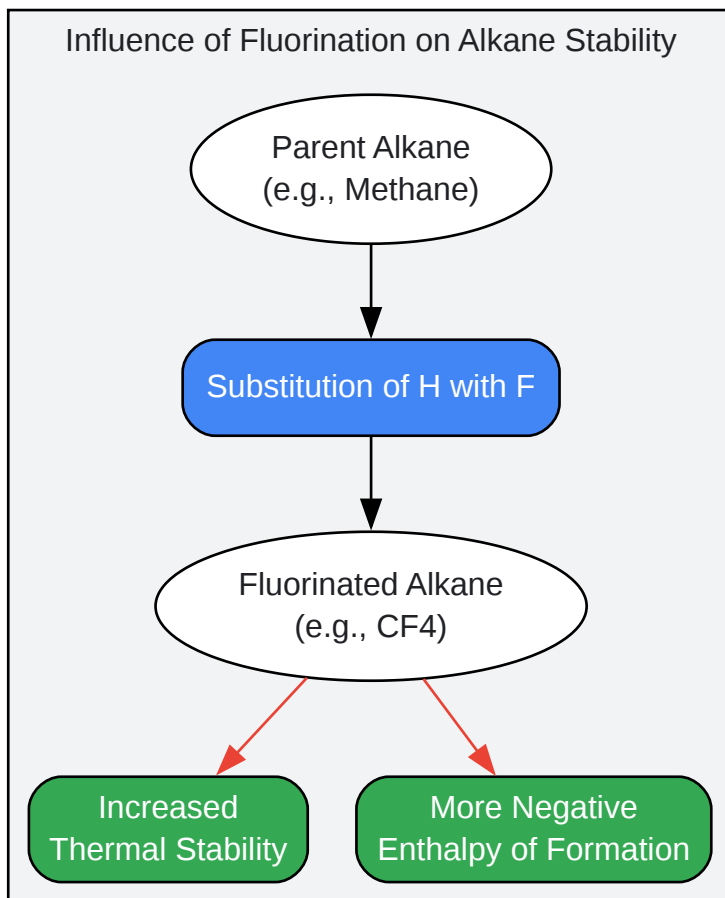 Influence of Fluorination on Alkane Stability
Parent Alkane
(e.g., Methane)
Substitution of H with F
Fluorinated Alkane
(e.g., CF4)
Increased
Thermal Stability
More Negative
Enthalpy of Formation